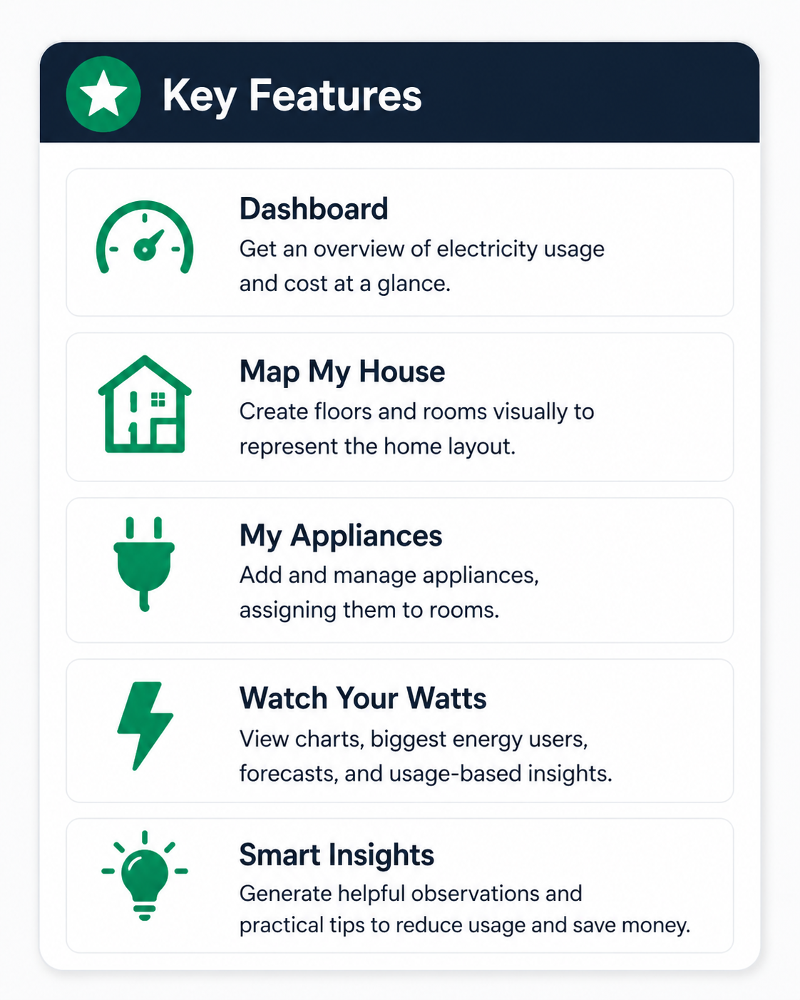 Key Features
Dashboard
Get an overview of electricity usage
and cost at a glance.
Map My House
Create floors and rooms visually to
represent the home layout.
My Appliances
Add and manage appliances,
assigning them to rooms.
Watch Your Watts
View charts, biggest energy users,
forecasts, and usage-based insights.
Smart Insights
Generate helpful observations and
practical tips to reduce usage and save money.